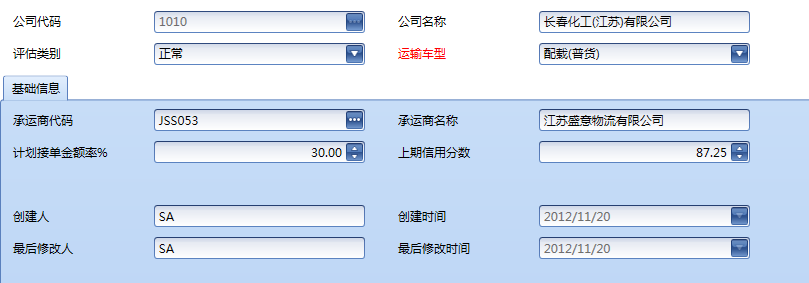 公司代码 1010 公司名称 长春化工(江苏)有限公司
评估类别 正常 运输车型 配载(普货)
基础信息
承运商代码 JSS053 承运商名称 江苏盛意物流有限公司
计划接单金额率% 30.00 上期信用分数 87.25
创建人 SA 创建时间 2012/11/20
最后修改人 SA 最后修改时间 2012/11/20